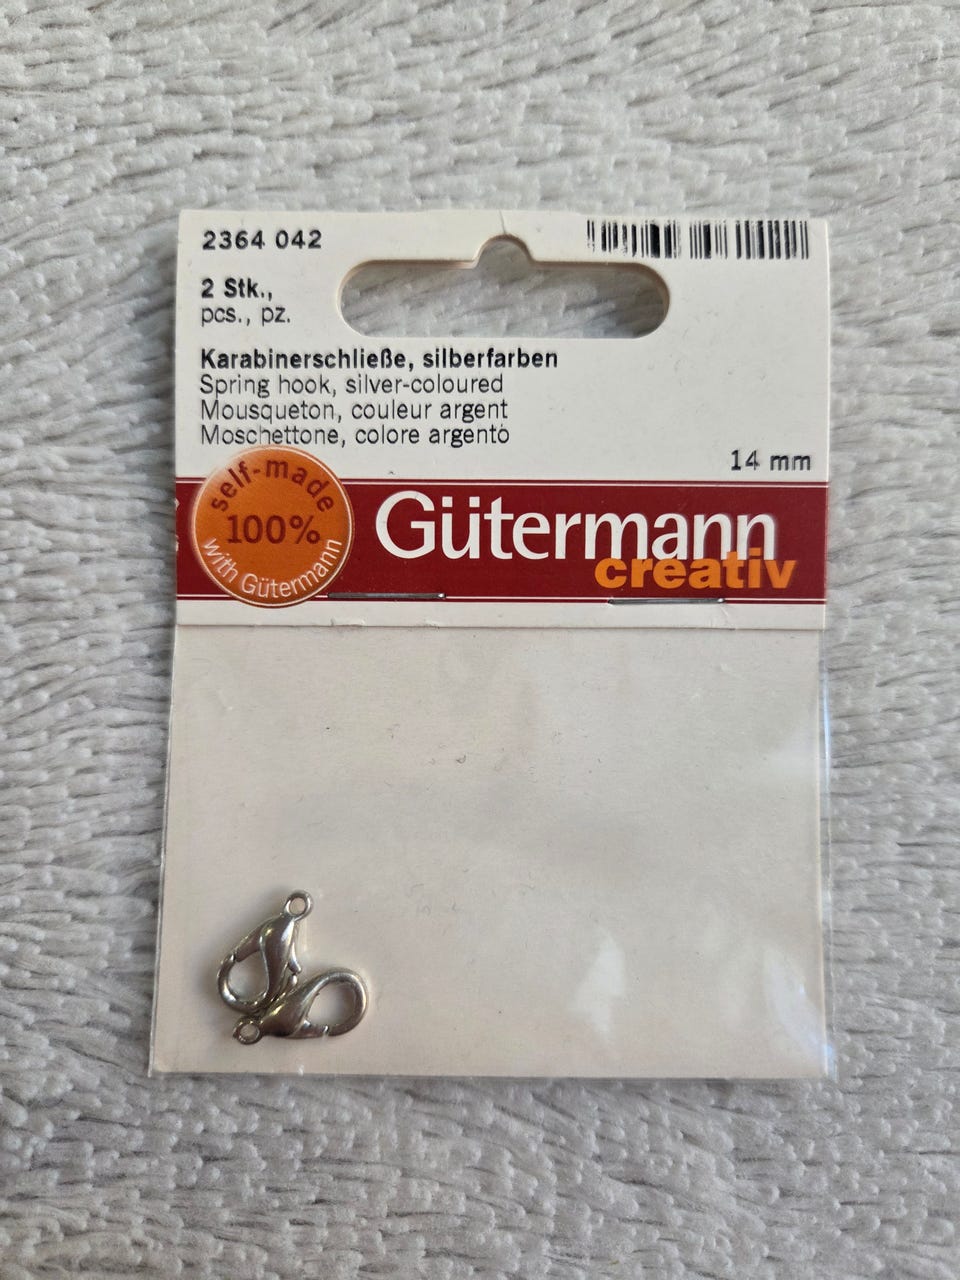 2364 042
2 Stk.,
pcs., pz.
Karabinerschließe, silberfarben
Spring hook, silver-coloured
Mousqueton, couleur argent
Moschettone, colore argento
14 mm
self-made
100%
with Gütermann
Gütermann
creativ